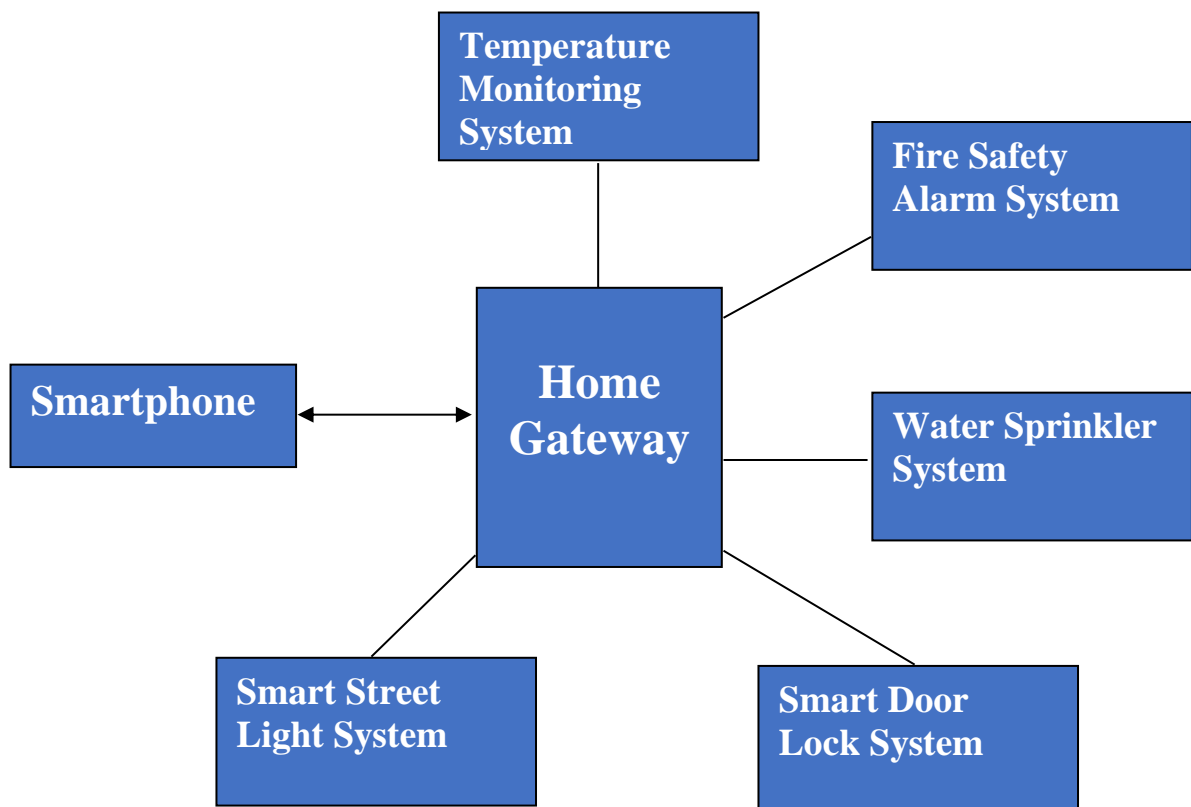 Temperature
Monitoring
System
Fire Safety
Alarm System
Home
Gateway
Smartphone
Water Sprinkler
System
Smart Street
Light System
Smart Door
Lock System